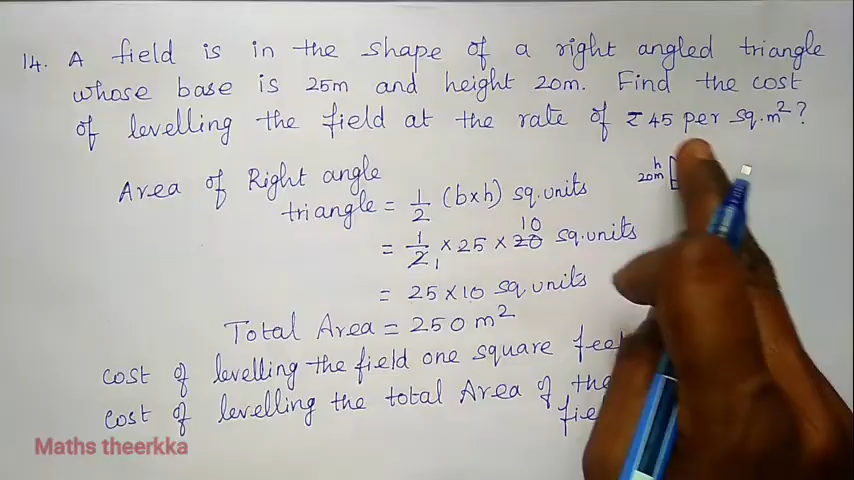 14. A field is in the shape of a right angled triangle
whose base is 25m and height 20m. Find the cost
of levelling the field at the rate of ₹45 per sq.m²?
Area of Right angle
triangle = 1/2 (b×h) sq.units
h
20m
= 1/2 × 25 × 20 sq.units
10
1
= 25×10 sq.units
Total Area = 250 m²
cost of levelling the field one square
cost of levelling the total Area of
Maths theerkka